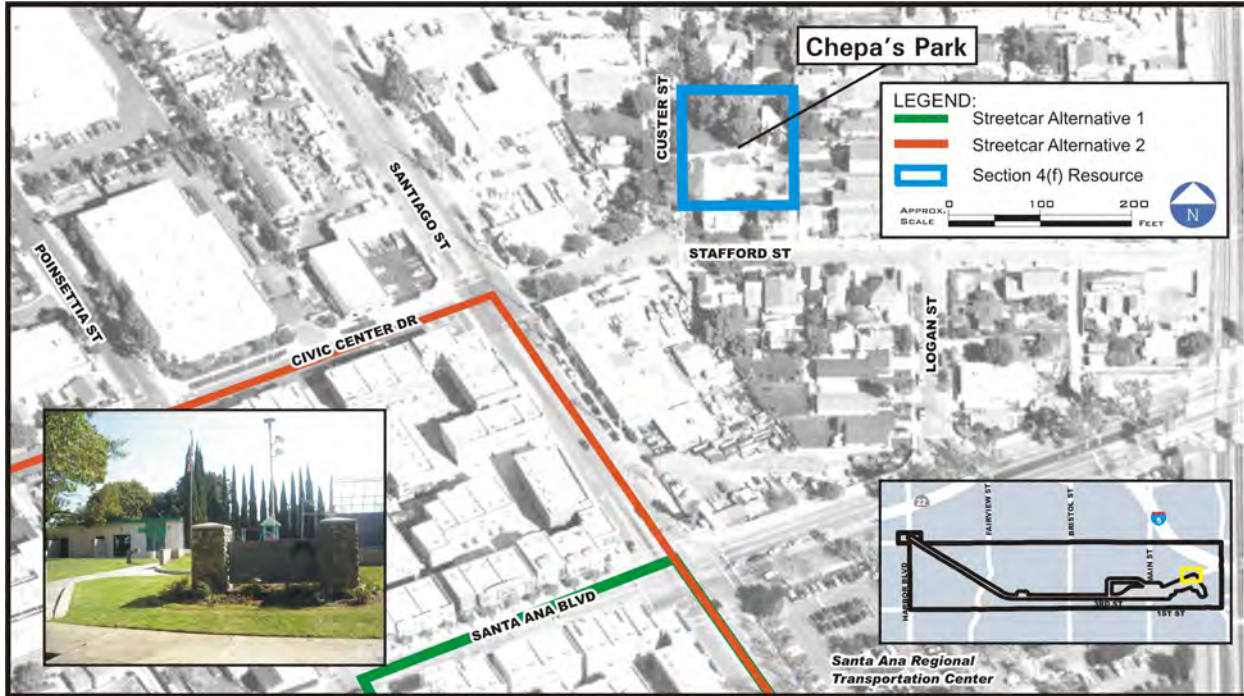 Chepa's Park
LEGEND:
Streetcar Alternative 1
Streetcar Alternative 2
Section 4(f) Resource
APPROX.
SCALE
0 100 200
FEET
N
CUSTER ST
SANTIAGO ST
POINSETTIA ST
STAFFORD ST
CIVIC CENTER DR
LOGAN ST
SANTA ANA BLVD
Santa Ana Regional
Transportation Center
22
5
FAIRVIEW ST
BRISTOL ST
MAIN ST
HARBOR BLVD
3RD ST
1ST ST